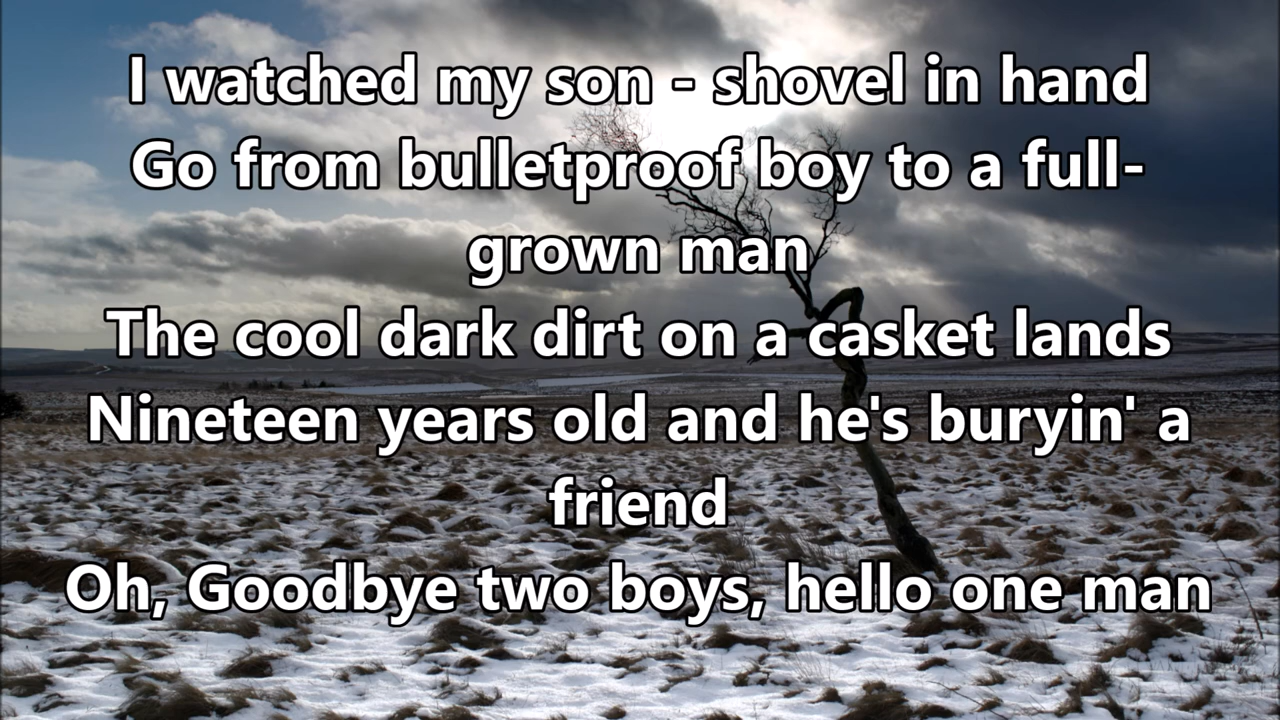 I watched my son - shovel in hand
Go from bulletproof boy to a full-
grown man
The cool dark dirt on a casket lands
Nineteen years old and he's buryin' a
friend
Oh, Goodbye two boys, hello one man